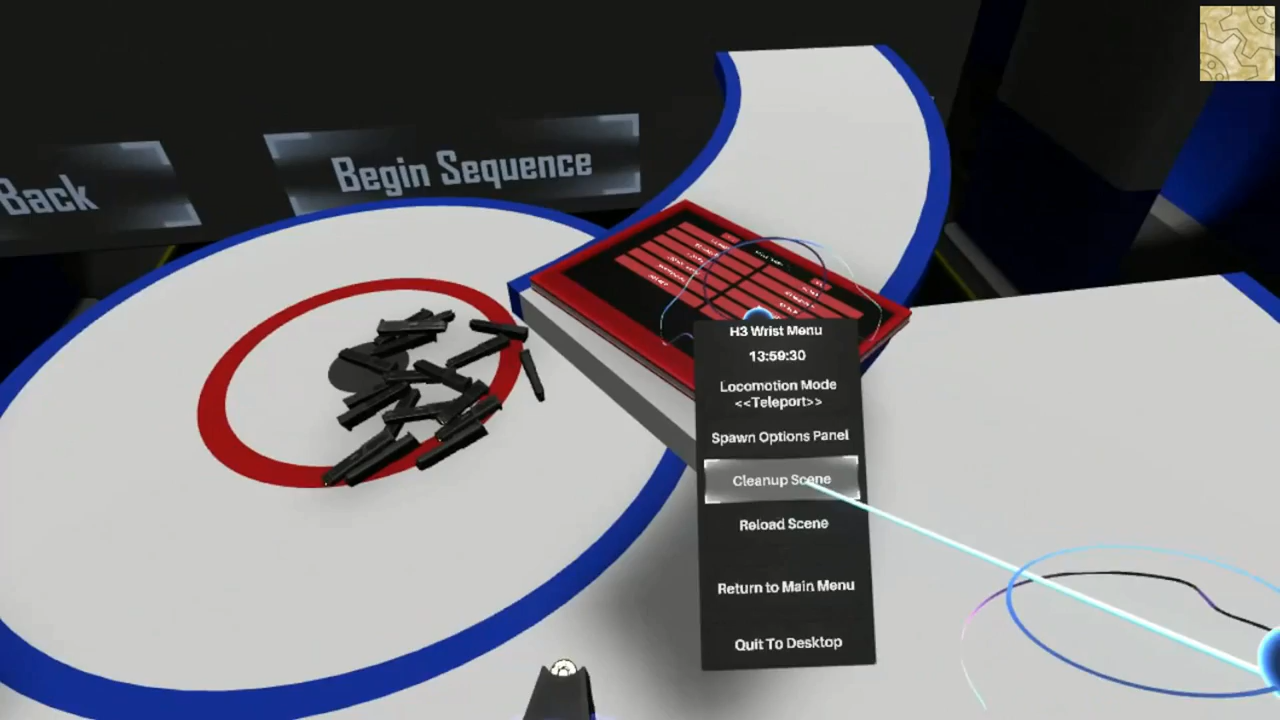 Back
Begin Sequence
H3 Wrist Menu
13:59:30
Locomotion Mode
<<Teleport>>
Spawn Options Panel
Cleanup Scene
Reload Scene
Return to Main Menu
Quit To Desktop